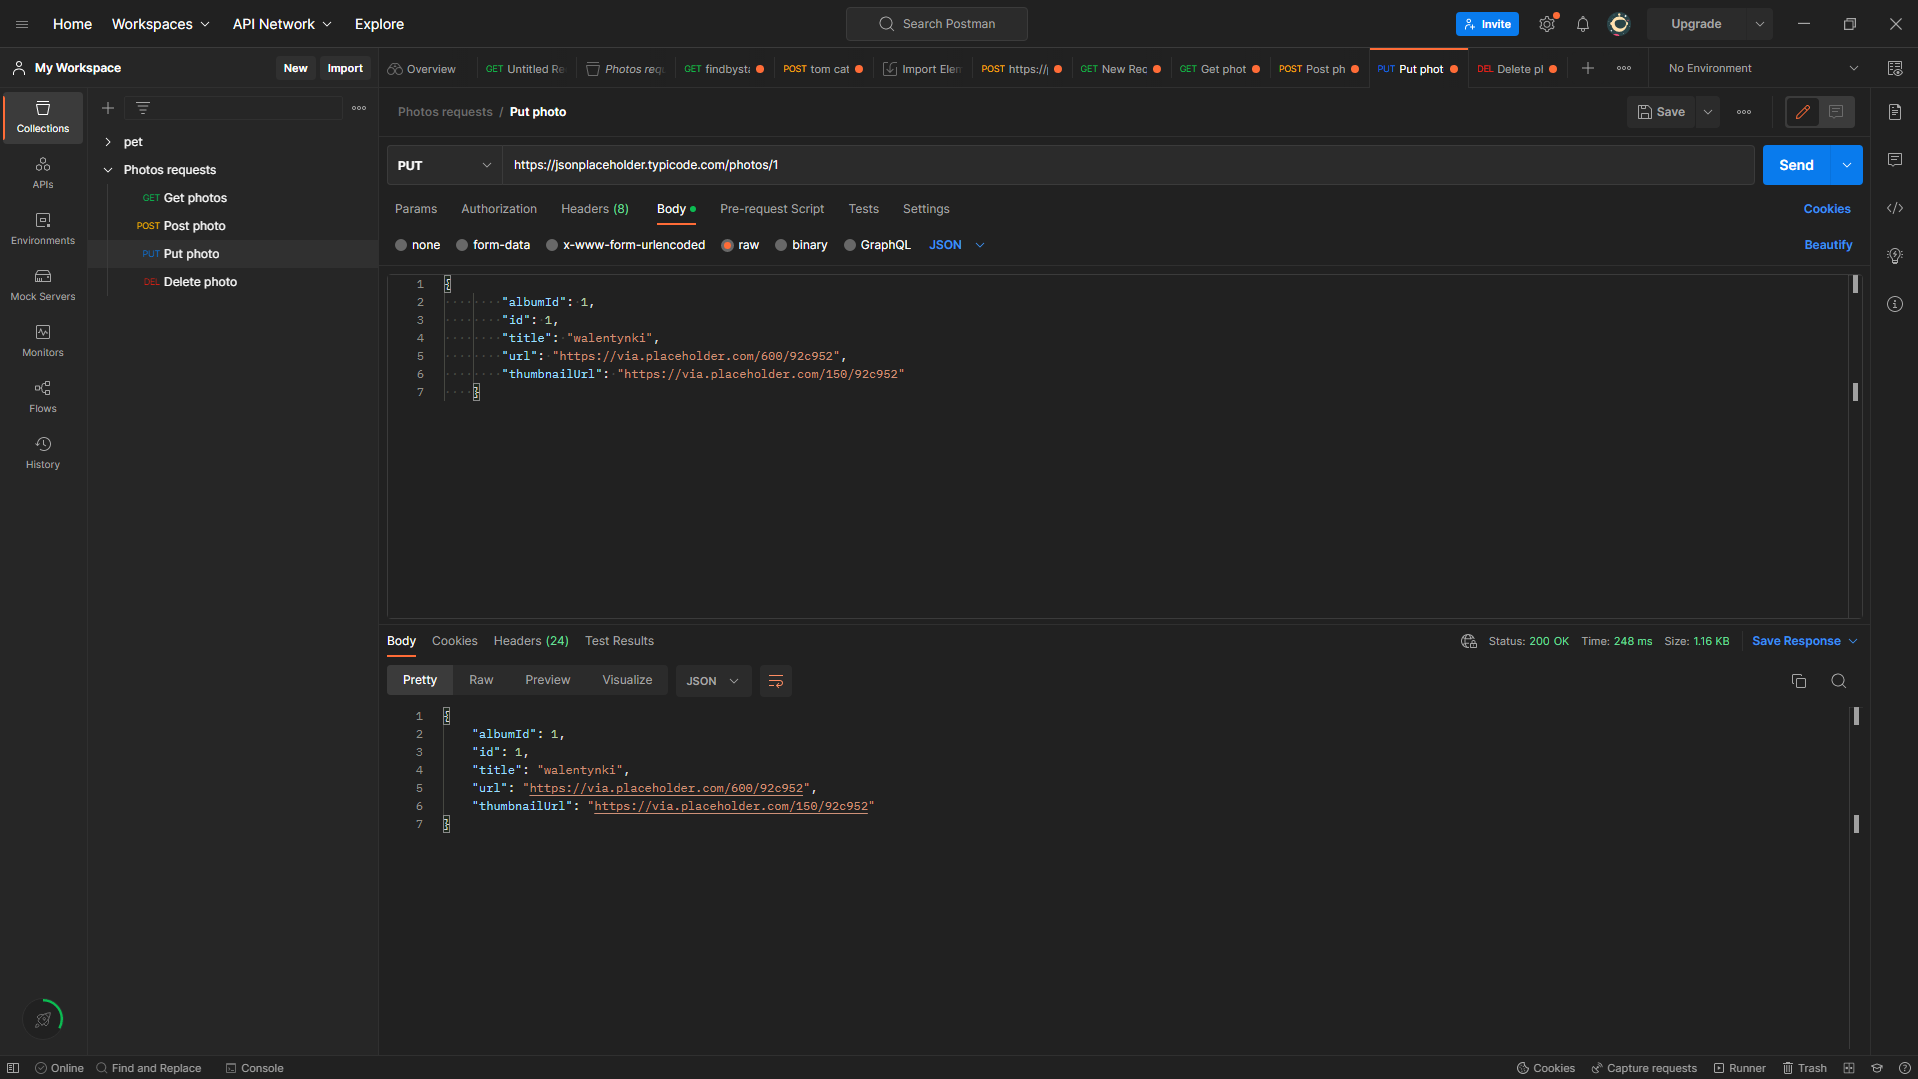 Home Workspaces API Network Explore Search Postman Invite Upgrade
My Workspace New Import Overview GET Untitled Re Photos requ GET findbysta POST tom cat Import Elem POST https:// GET New Rec GET Get phot POST Post ph PUT Put phot DEL Delete pl No Environment
Photos requests / Put photo Save
Collections
APIs
Environments
Mock Servers
Monitors
Flows
History
pet
Photos requests
GET Get photos
POST Post photo
PUT Put photo
DEL Delete photo
PUT https://jsonplaceholder.typicode.com/photos/1 Send
Params Authorization Headers (8) Body Pre-request Script Tests Settings Cookies
none form-data x-www-form-urlencoded raw binary GraphQL JSON Beautify
1 {
2 "albumId": 1,
3 "id": 1,
4 "title": "walentynki",
5 "url": "https://via.placeholder.com/600/92c952",
6 "thumbnailUrl": "https://via.placeholder.com/150/92c952"
7 }
Body Cookies Headers (24) Test Results Status: 200 OK Time: 248 ms Size: 1.16 KB Save Response
Pretty Raw Preview Visualize JSON
1 {
2 "albumId": 1,
3 "id": 1,
4 "title": "walentynki",
5 "url": "https://via.placeholder.com/600/92c952",
6 "thumbnailUrl": "https://via.placeholder.com/150/92c952"
7 }
Online Find and Replace Console Cookies Capture requests Runner Trash